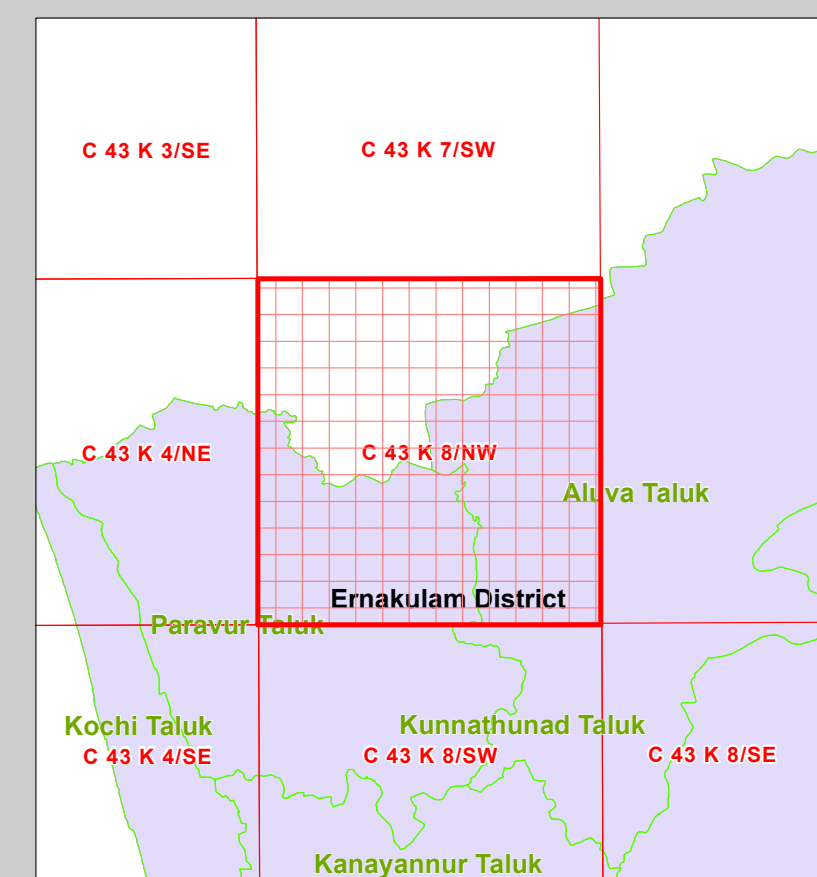 C 43 K 3/SE
C 43 K 7/SW
C 43 K 4/NE
C 43 K 8/NW
Aluva Taluk
Ernakulam District
Paravur Taluk
Kochi Taluk
Kunnathunad Taluk
C 43 K 4/SE
C 43 K 8/SW
C 43 K 8/SE
Kanayannur Taluk